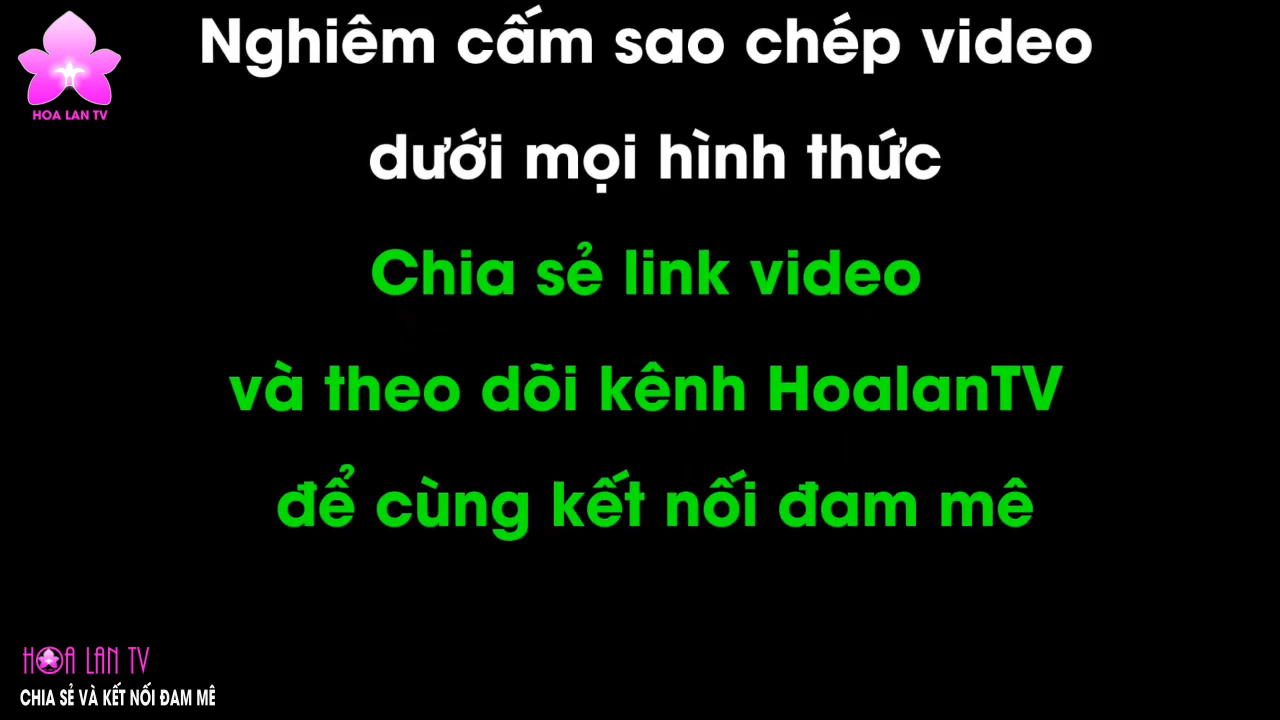 HOA LAN TV
Nghiêm cấm sao chép video
dưới mọi hình thức
Chia sẻ link video
và theo dõi kênh HoalanTV
để cùng kết nối đam mê
HOA LAN TV
CHIA SẺ VÀ KẾT NỐI ĐAM MÊ